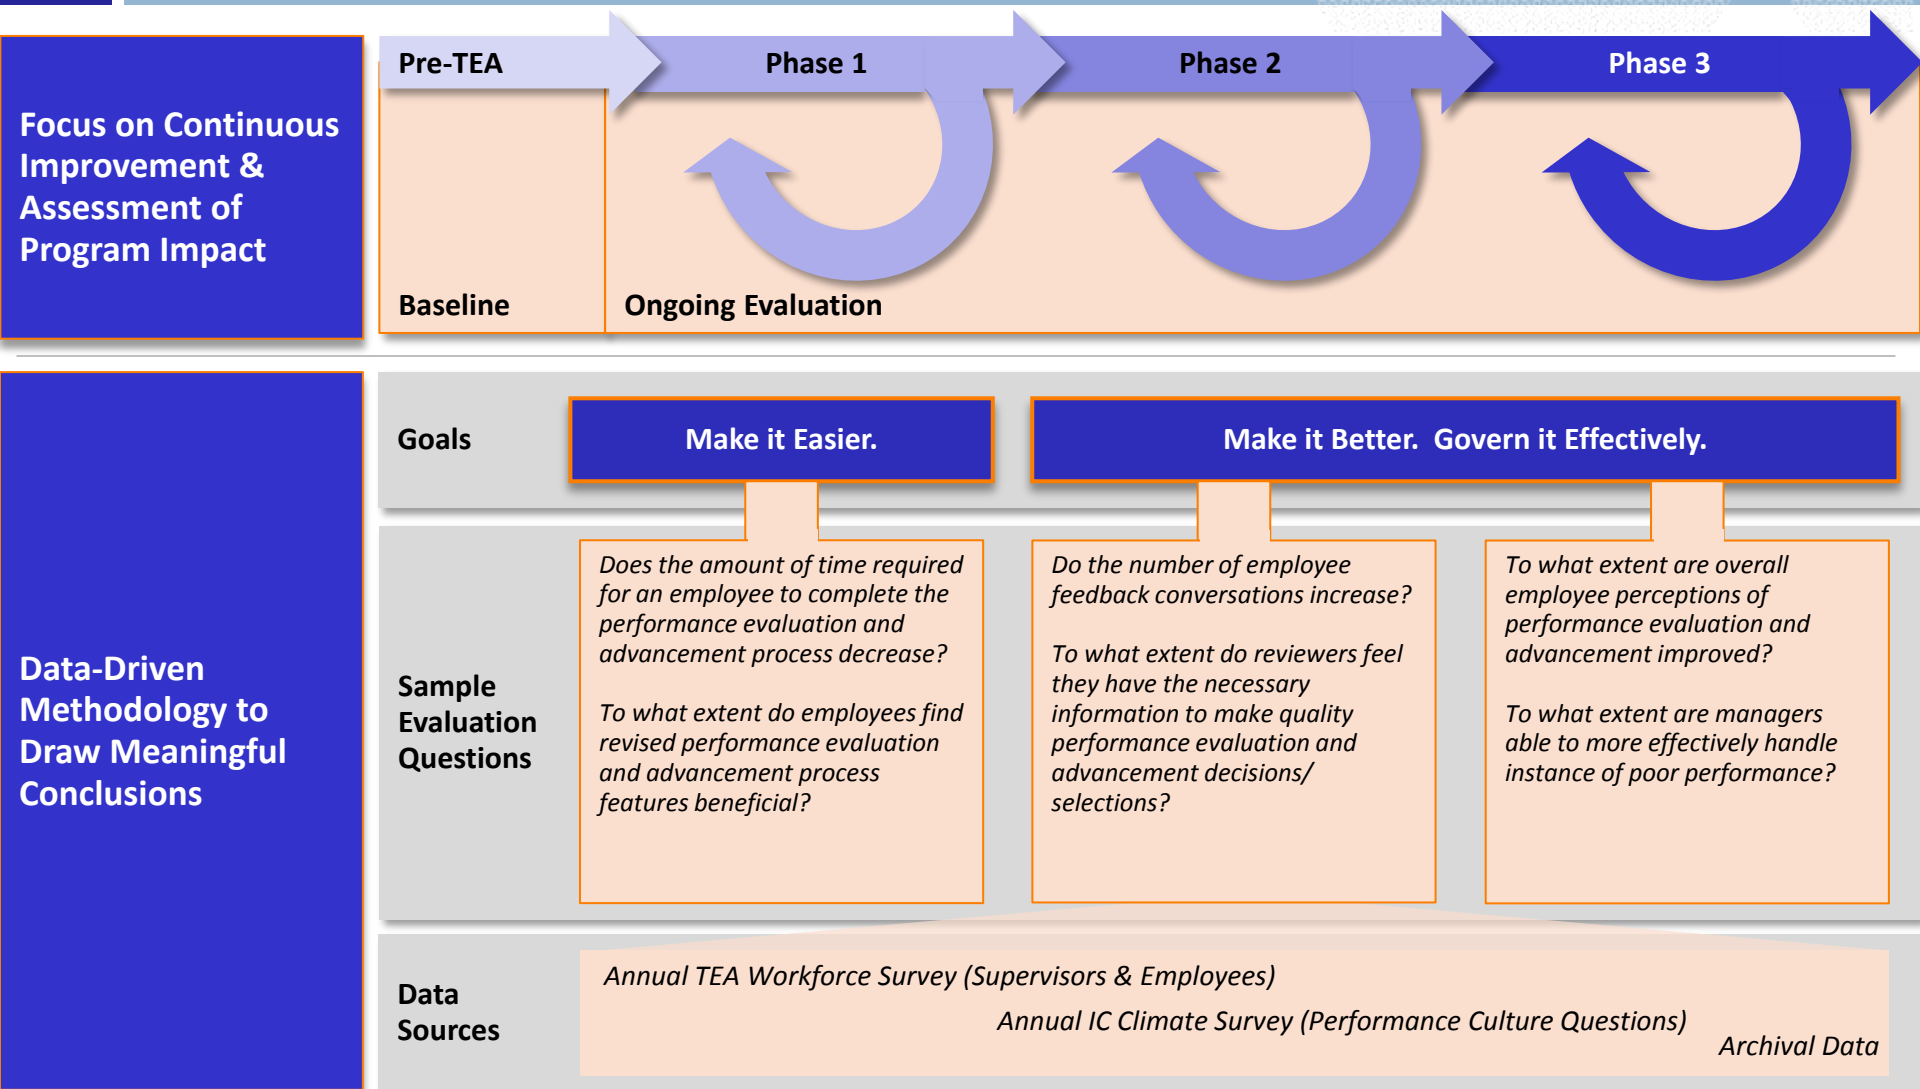 Focus on Continuous
Improvement &
Assessment of
Program Impact
Pre-TEA
Phase 1
Phase 2
Phase 3
Baseline
Ongoing Evaluation
Data-Driven
Methodology to
Draw Meaningful
Conclusions
Goals
Make it Easier.
Make it Better.  Govern it Effectively.
Sample
Evaluation
Questions
Does the amount of time required
for an employee to complete the
performance evaluation and
advancement process decrease?
To what extent do employees find
revised performance evaluation
and advancement process
features beneficial?
Do the number of employee
feedback conversations increase?
To what extent do reviewers feel
they have the necessary
information to make quality
performance evaluation and
advancement decisions/
selections?
To what extent are overall
employee perceptions of
performance evaluation and
advancement improved?
To what extent are managers
able to more effectively handle
instance of poor performance?
Data
Sources
Annual TEA Workforce Survey (Supervisors & Employees)
Annual IC Climate Survey (Performance Culture Questions)
Archival Data